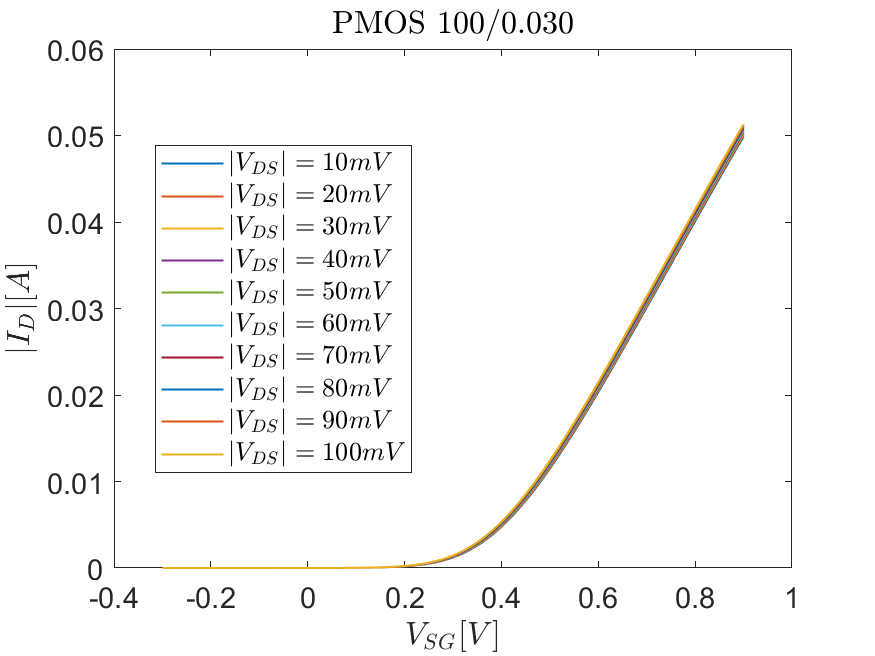 PMOS 100/0.030
0.06
0.05
0.04
0.03
0.02
0.01
0
|I_D|[A]
|V_DS| = 10mV
|V_DS| = 20mV
|V_DS| = 30mV
|V_DS| = 40mV
|V_DS| = 50mV
|V_DS| = 60mV
|V_DS| = 70mV
|V_DS| = 80mV
|V_DS| = 90mV
|V_DS| = 100mV
-0.4 -0.2 0 0.2 0.4 0.6 0.8 1
V_SG[V]